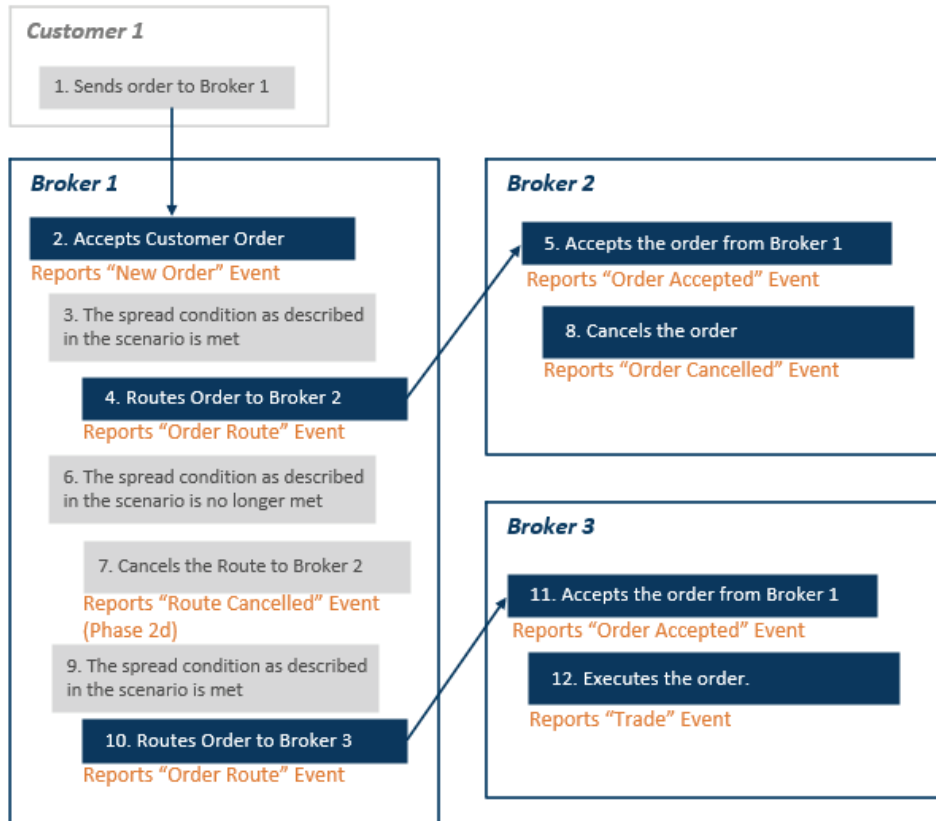 Customer 1
1. Sends order to Broker 1
Broker 1
2. Accepts Customer Order
Reports “New Order” Event
3. The spread condition as described
in the scenario is met
4. Routes Order to Broker 2
Reports “Order Route” Event
6. The spread condition as described
in the scenario is no longer met
7. Cancels the Route to Broker 2
Reports “Route Cancelled” Event
(Phase 2d)
9. The spread condition as described
in the scenario is met
10. Routes Order to Broker 3
Reports “Order Route” Event
Broker 2
5. Accepts the order from Broker 1
Reports “Order Accepted” Event
8. Cancels the order
Reports “Order Cancelled” Event
Broker 3
11. Accepts the order from Broker 1
Reports “Order Accepted” Event
12. Executes the order.
Reports “Trade” Event